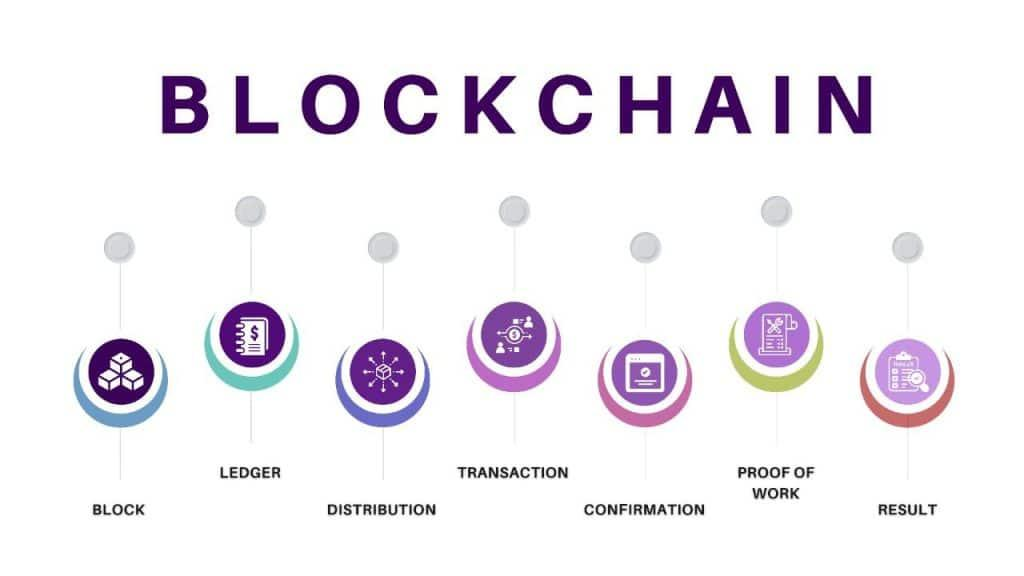 BLOCKCHAIN
BLOCK
LEDGER
DISTRIBUTION
TRANSACTION
CONFIRMATION
PROOF OF
WORK
RESULT